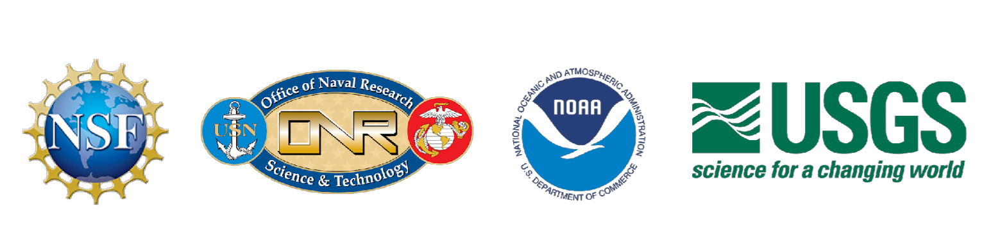 NSF
Office of Naval Research
USN
ONR
Science & Technology
NATIONAL OCEANIC AND ATMOSPHERIC ADMINISTRATION
NOAA
U.S. DEPARTMENT OF COMMERCE
USGS
science for a changing world